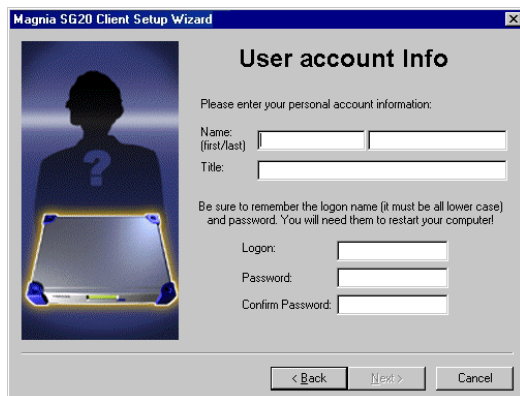 Magnia SG20 Client Setup Wizard
User account Info
Please enter your personal account information:
Name:
(first/last)
Title:
Be sure to remember the logon name (it must be all lower case)
and password. You will need them to restart your computer!
Logon:
Password:
Confirm Password:
< Back
Next >
Cancel